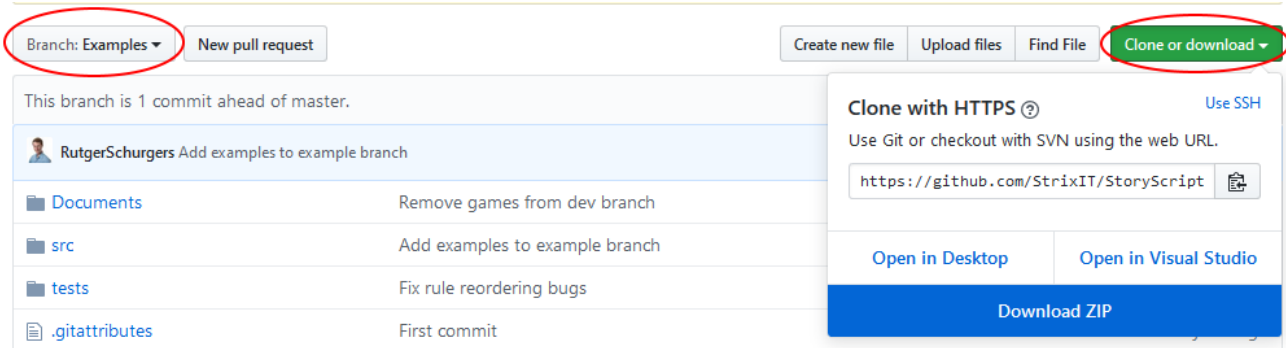 Branch: Examples
New pull request
Create new file
Upload files
Find File
Clone or download
This branch is 1 commit ahead of master.
RutgerSchurgers Add examples to example branch
Documents Remove games from dev branch
src Add examples to example branch
tests Fix rule reordering bugs
.gitattributes First commit
Clone with HTTPS ?
Use SSH
Use Git or checkout with SVN using the web URL.
https://github.com/StrixIT/StoryScript
Open in Desktop
Open in Visual Studio
Download ZIP